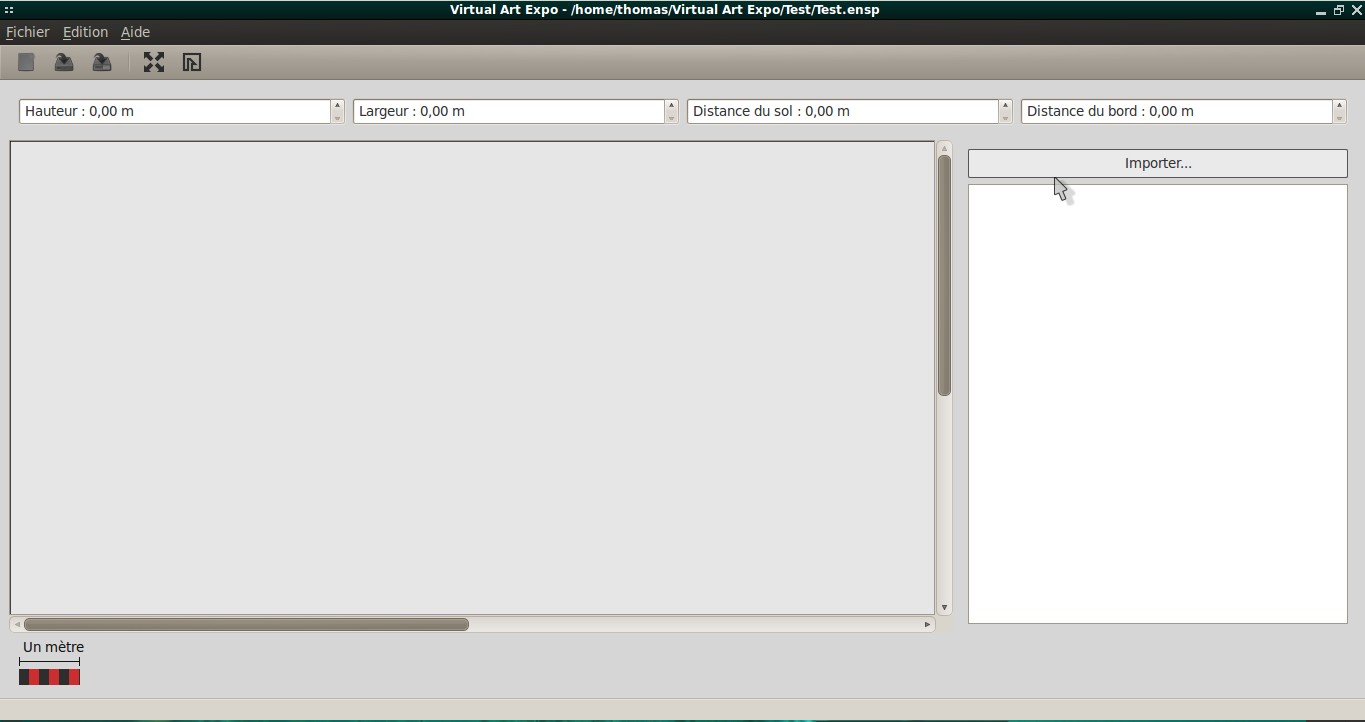 Virtual Art Expo - /home/thomas/Virtual Art Expo/Test/Test.ensp
Fichier Edition Aide
Hauteur : 0,00 m Largeur : 0,00 m Distance du sol : 0,00 m Distance du bord : 0,00 m
Importer...
Un mètre